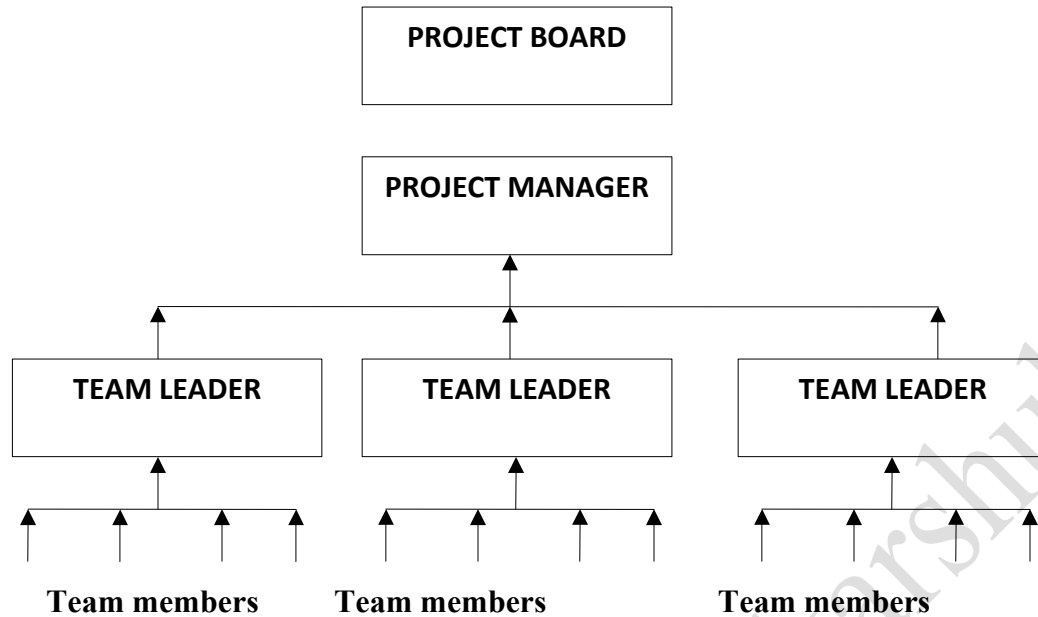 PROJECT BOARD
PROJECT MANAGER
TEAM LEADER TEAM LEADER TEAM LEADER
Team members Team members Team members